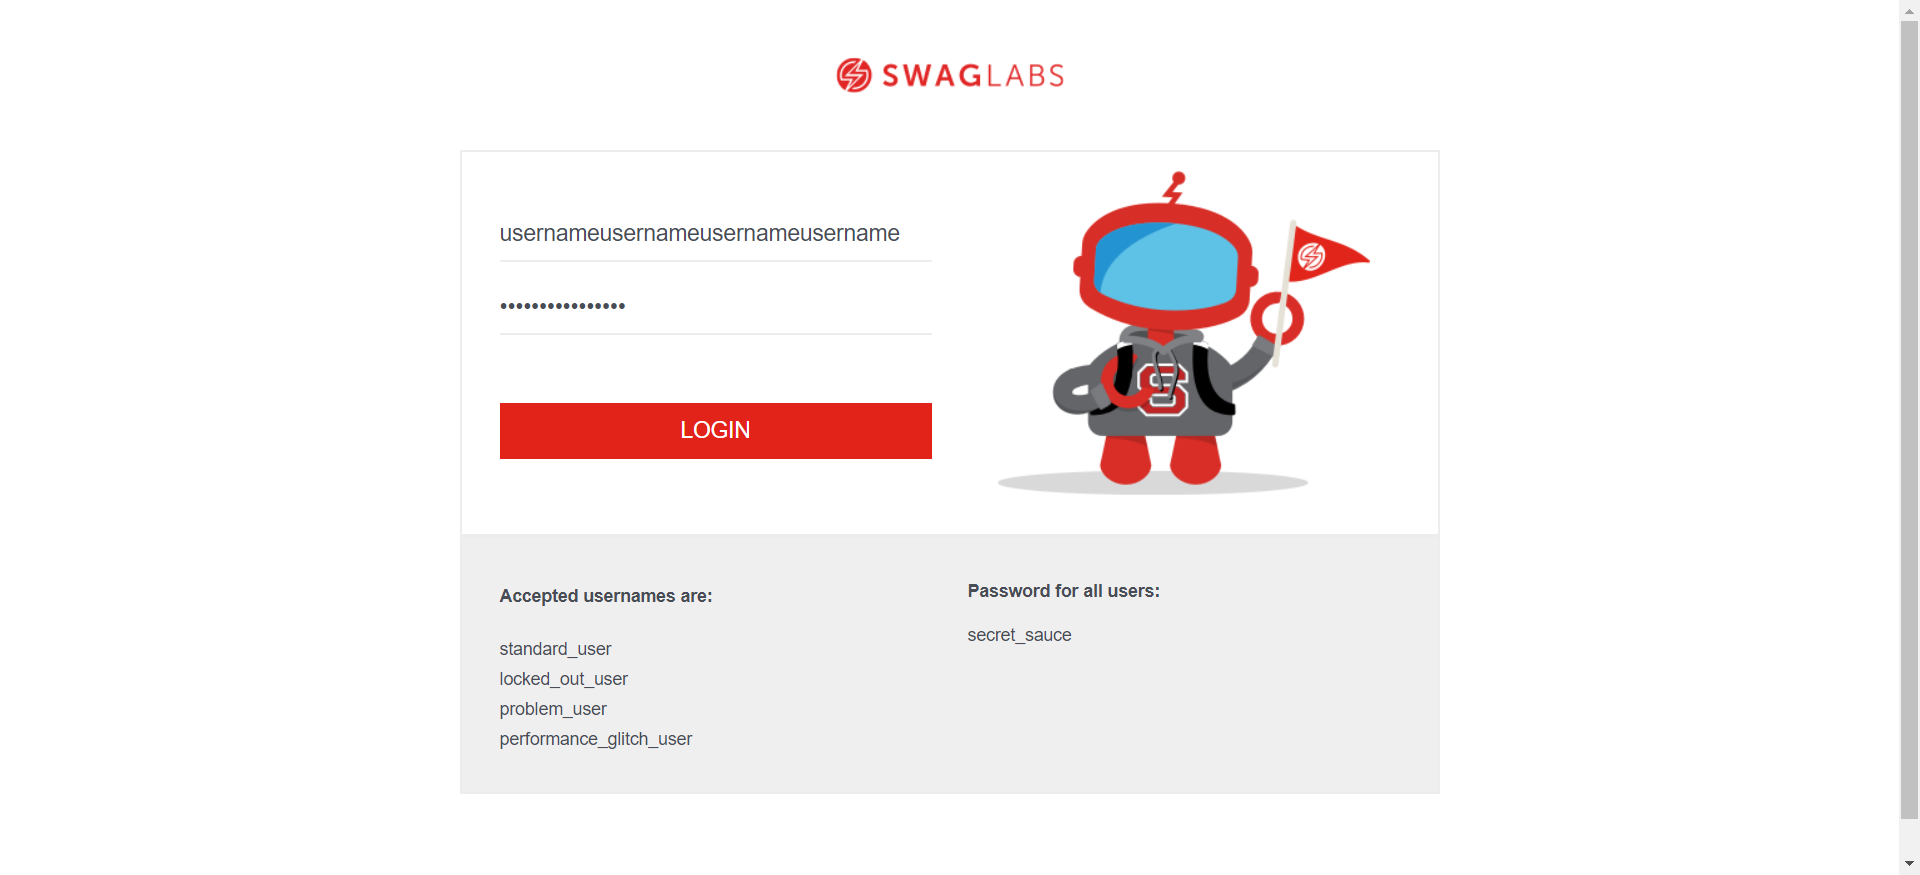 SWAGLABS
usernameusernameusernameusername
••••••••••••••••
LOGIN
S
Accepted usernames are:
standard_user
locked_out_user
problem_user
performance_glitch_user
Password for all users:
secret_sauce